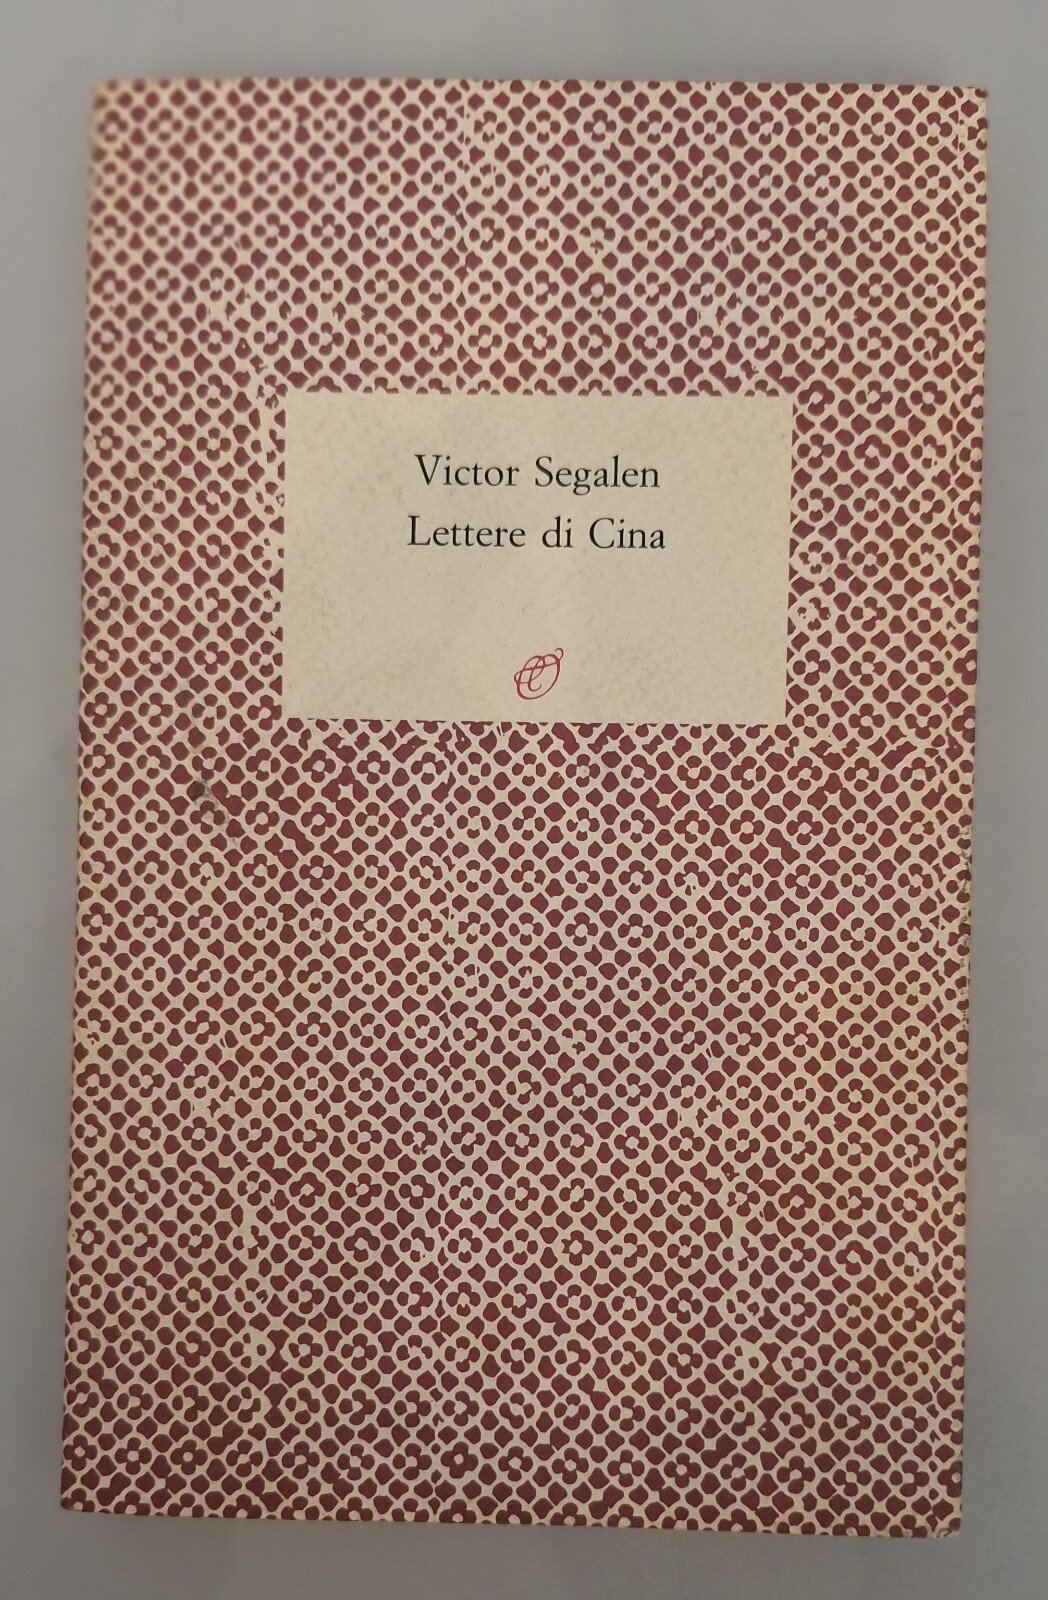 Victor Segalen
Lettere di Cina